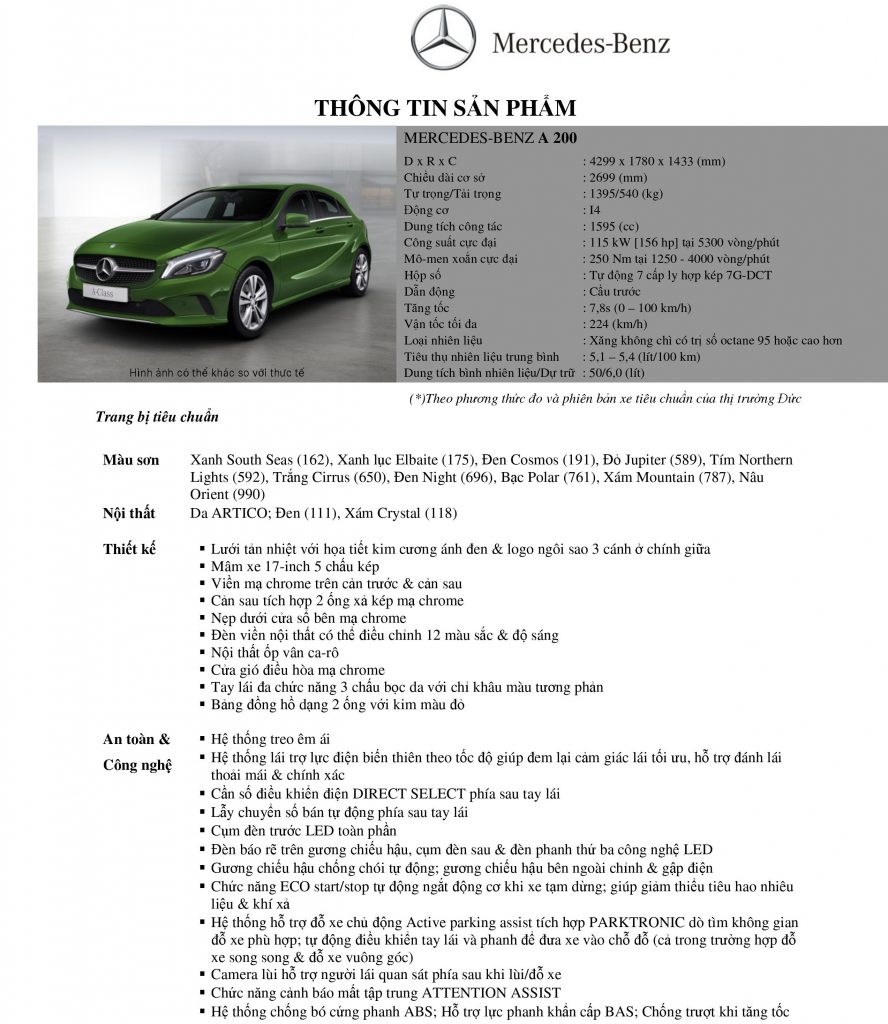 Mercedes-Benz
THÔNG TIN SẢN PHẨM
MERCEDES-BENZ A 200
D x R x C : 4299 x 1780 x 1433 (mm)
Chiều dài cơ sở : 2699 (mm)
Tự trọng/Tải trọng : 1395/540 (kg)
Động cơ : I4
Dung tích công tác : 1595 (cc)
Công suất cực đại : 115 kW [156 hp] tại 5300 vòng/phút
Mô-men xoắn cực đại : 250 Nm tại 1250 - 4000 vòng/phút
Hộp số : Tự động 7 cấp ly hợp kép 7G-DCT
Dẫn động : Cầu trước
Tăng tốc : 7,8s (0 – 100 km/h)
Vận tốc tối đa : 224 (km/h)
Loại nhiên liệu : Xăng không chì có trị số octane 95 hoặc cao hơn
Tiêu thụ nhiên liệu trung bình : 5,1 – 5,4 (lít/100 km)
Dung tích bình nhiên liệu/Dự trữ : 50/6,0 (lít)
A-Class
Hình ảnh có thể khác so với thực tế
(*)Theo phương thức đo và phiên bản xe tiêu chuẩn của thị trường Đức
Trang bị tiêu chuẩn
Màu sơn Xanh South Seas (162), Xanh lục Elbaite (175), Đen Cosmos (191), Đỏ Jupiter (589), Tím Northern
Lights (592), Trắng Cirrus (650), Đen Night (696), Bạc Polar (761), Xám Mountain (787), Nâu
Orient (990)
Nội thất Da ARTICO; Đen (111), Xám Crystal (118)
Thiết kế ▪ Lưới tản nhiệt với họa tiết kim cương ánh đen & logo ngôi sao 3 cánh ở chính giữa
▪ Mâm xe 17-inch 5 chấu kép
▪ Viền mạ chrome trên cản trước & cản sau
▪ Cản sau tích hợp 2 ống xả kép mạ chrome
▪ Nẹp dưới cửa sổ bên mạ chrome
▪ Đèn viền nội thất có thể điều chỉnh 12 màu sắc & độ sáng
▪ Nội thất ốp vân ca-rô
▪ Cửa gió điều hòa mạ chrome
▪ Tay lái đa chức năng 3 chấu bọc da với chỉ khâu màu tương phản
▪ Bảng đồng hồ dạng 2 ống với kim màu đỏ
An toàn & ▪ Hệ thống treo êm ái
Công nghệ ▪ Hệ thống lái trợ lực điện biến thiên theo tốc độ giúp đem lại cảm giác lái tối ưu, hỗ trợ đánh lái
thoải mái & chính xác
▪ Cần số điều khiển điện DIRECT SELECT phía sau tay lái
▪ Lẫy chuyển số bán tự động phía sau tay lái
▪ Cụm đèn trước LED toàn phần
▪ Đèn báo rẽ trên gương chiếu hậu, cụm đèn sau & đèn phanh thứ ba công nghệ LED
▪ Gương chiếu hậu chống chói tự động; gương chiếu hậu bên ngoài chỉnh & gập điện
▪ Chức năng ECO start/stop tự động ngắt động cơ khi xe tạm dừng; giúp giảm thiểu tiêu hao nhiêu
liệu & khí xả
▪ Hệ thống hỗ trợ đỗ xe chủ động Active parking assist tích hợp PARKTRONIC dò tìm không gian
đỗ xe phù hợp; tự động điều khiển tay lái và phanh để đưa xe vào chỗ đỗ (cả trong trường hợp đỗ
xe song song & đỗ xe vuông góc)
▪ Camera lùi hỗ trợ người lái quan sát phía sau khi lùi/đỗ xe
▪ Chức năng cảnh báo mất tập trung ATTENTION ASSIST
▪ Hệ thống chống bó cứng phanh ABS; Hỗ trợ lực phanh khẩn cấp BAS; Chống trượt khi tăng tốc